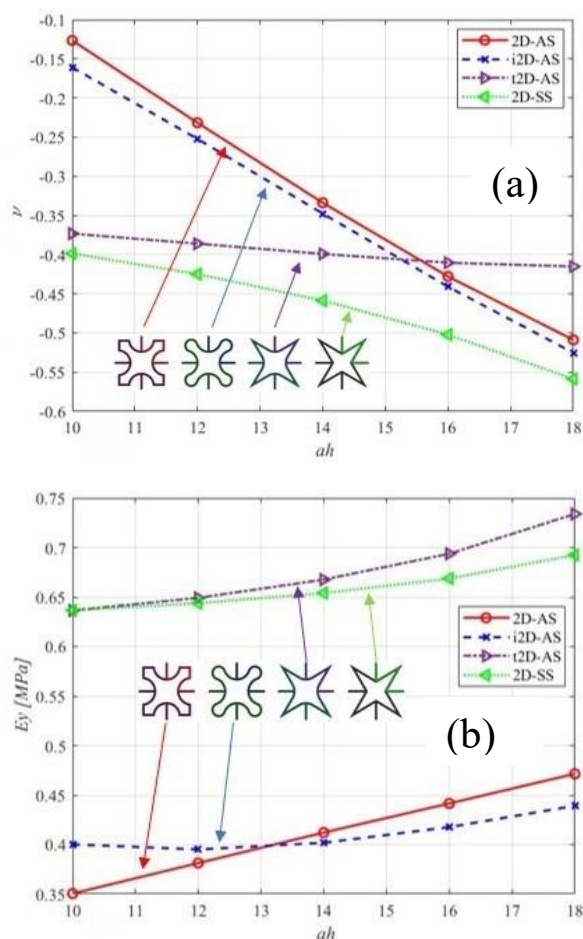 -0.1
-0.15
-0.2
-0.25
-0.3
-0.35
-0.4
-0.45
-0.5
-0.55
-0.6
ν
2D-AS
i2D-AS
t2D-AS
2D-SS
(a)
10 11 12 13 14 15 16 17 18
ah
0.75
0.7
0.65
0.6
0.55
0.5
0.45
0.4
0.35
Ey [MPa]
2D-AS
i2D-AS
t2D-AS
2D-SS
(b)
10 11 12 13 14 15 16 17 18
ah